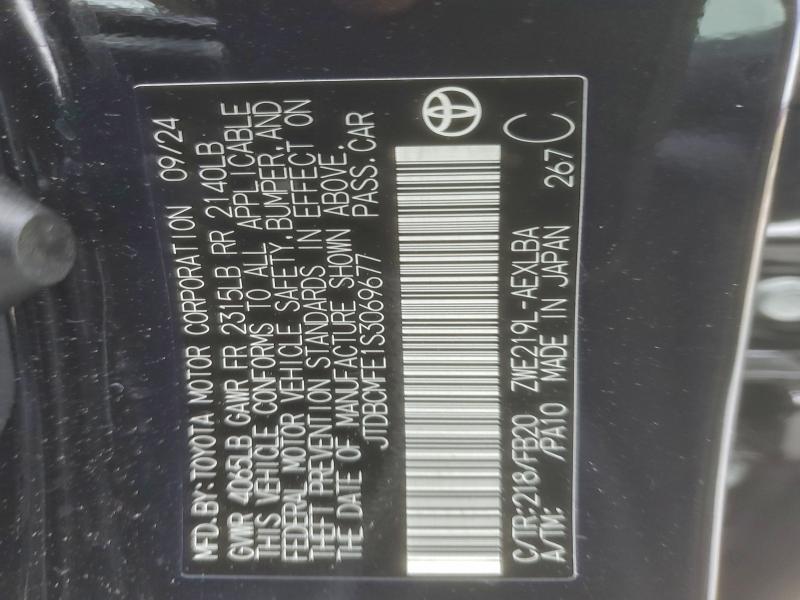 MFD.BY:TOYOTA MOTOR CORPORATION 09/24
GVWR 4065LB GAWR FR 2315LB RR 2140LB
THIS VEHICLE CONFORMS TO ALL APPLICABLE
FEDERAL MOTOR VEHICLE SAFETY,BUMPER,AND
THEFT PREVENTION STANDARDS IN EFFECT ON
THE DATE OF MANUFACTURE SHOWN ABOVE.
JTDBCMFE1S3069677 PASS.CAR
C/TR:218/FB20 ZWE219L-AEXLBA C
A/TM: /PA10 MADE IN JAPAN 267